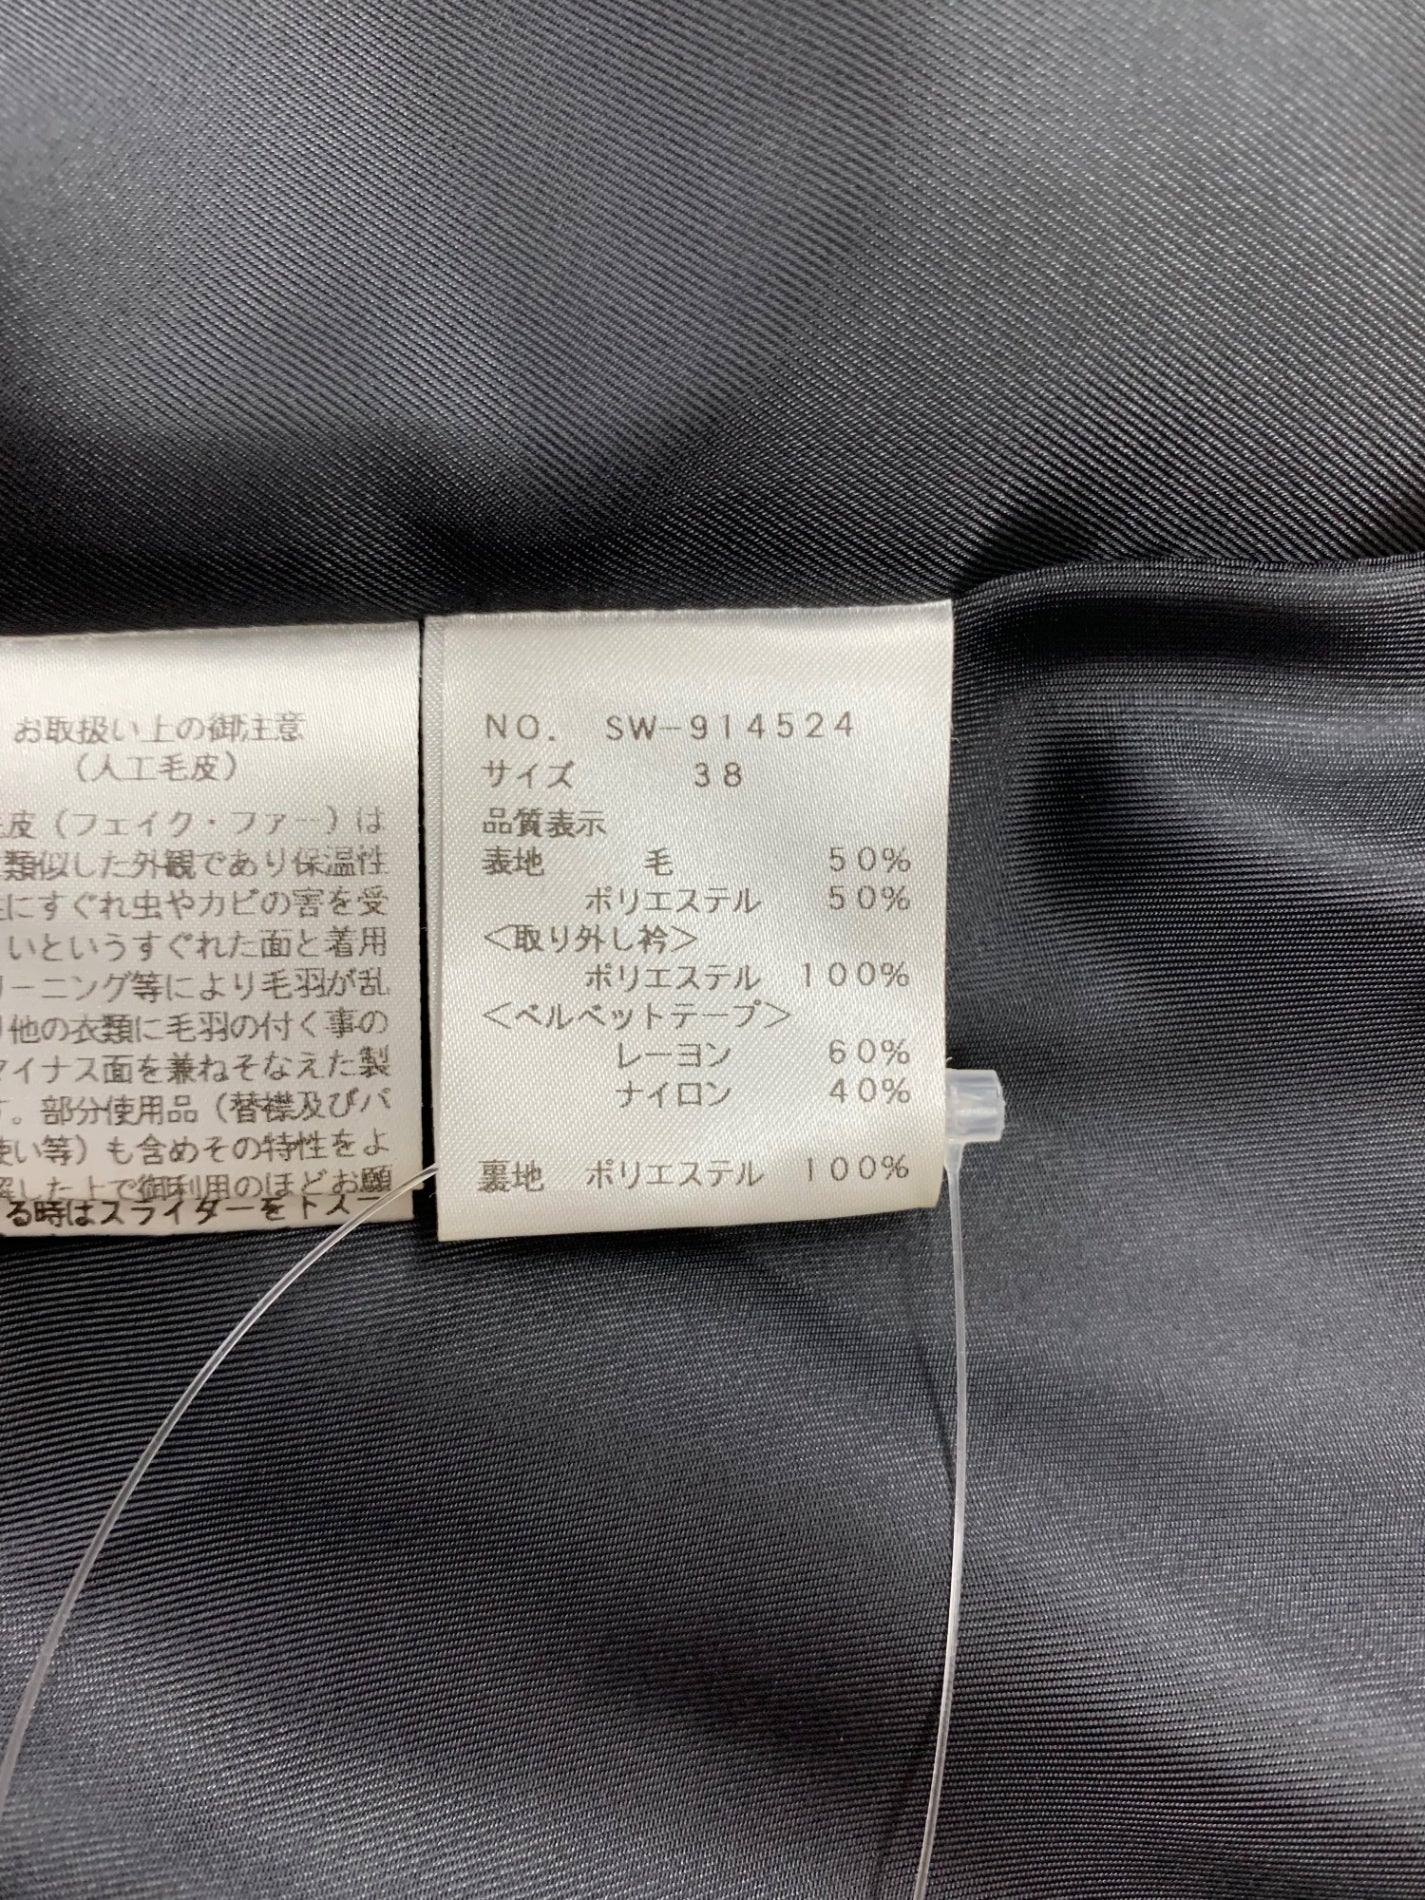 お取扱い上の御注意
（人工毛皮）
皮（フェイク・ファー）は
類似した外観であり保温性
にすぐれ虫やカビの害を受
いというすぐれた面と着用
ーニング等により毛羽が乱
他の衣類に毛羽の付く事の
マイナス面を兼ねそなえた製
す。部分使用品（替襟及びパ
使い等）も含めその特性をよ
解した上で御利用のほどお願
る時はスライダーをトス
NO. SW-914524
サイズ 38
品質表示
表地 毛 50%
ポリエステル 50%
＜取り外し衿＞
ポリエステル 100%
＜ベルベットテープ＞
レーヨン 60%
ナイロン 40%
裏地 ポリエステル 100%